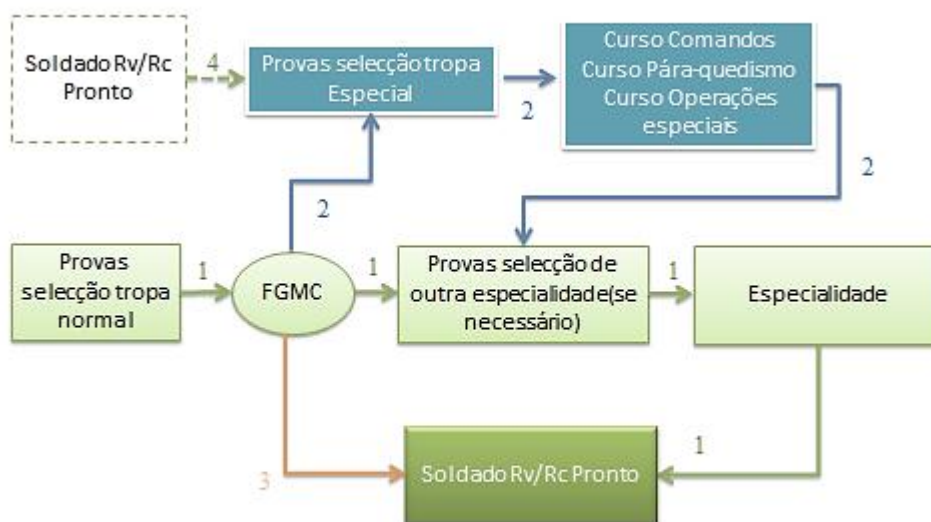 Soldado Rv/Rc
Pronto
4
Provas selecção tropa
Especial
2
Curso Comandos
Curso Pára-quedismo
Curso Operações
especiais
2
2
Provas
selecção tropa
normal
1
FGMC
1
Provas selecção de
outra especialidade(se
necessário)
1
Especialidade
3
Soldado Rv/Rc Pronto
1